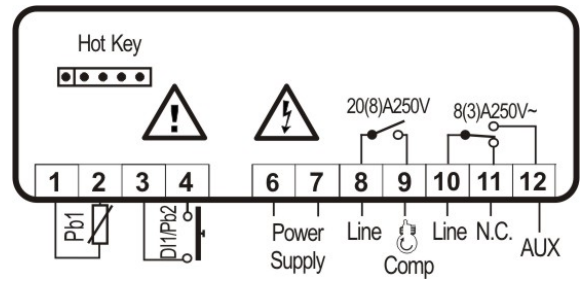 Hot Key
20(8)A250V
8(3)A250V~
1 2 3 4 6 7 8 9 10 11 12
Pb1
DI1/Pb2
Power
Supply
Line
Comp
Line
N.C.
AUX